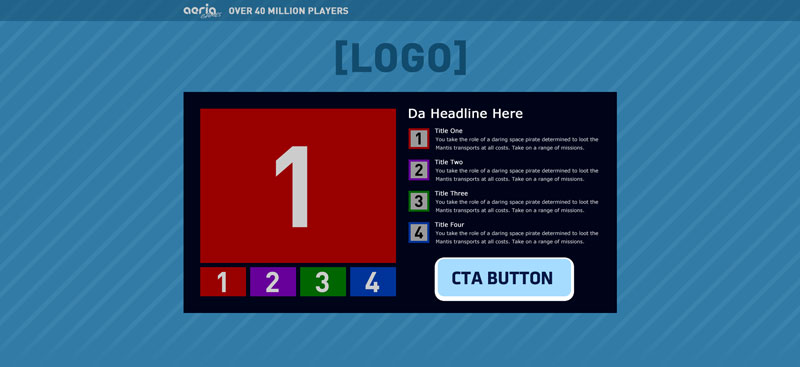 aeria GAMES OVER 40 MILLION PLAYERS
[LOGO]
1
1 2 3 4
Da Headline Here
1
Title One
You take the role of a daring space pirate determined to loot the
Mantis transports at all costs. Take on a range of missions.
2
Title Two
You take the role of a daring space pirate determined to loot the
Mantis transports at all costs. Take on a range of missions.
3
Title Three
You take the role of a daring space pirate determined to loot the
Mantis transports at all costs. Take on a range of missions.
4
Title Four
You take the role of a daring space pirate determined to loot the
Mantis transports at all costs. Take on a range of missions.
CTA BUTTON